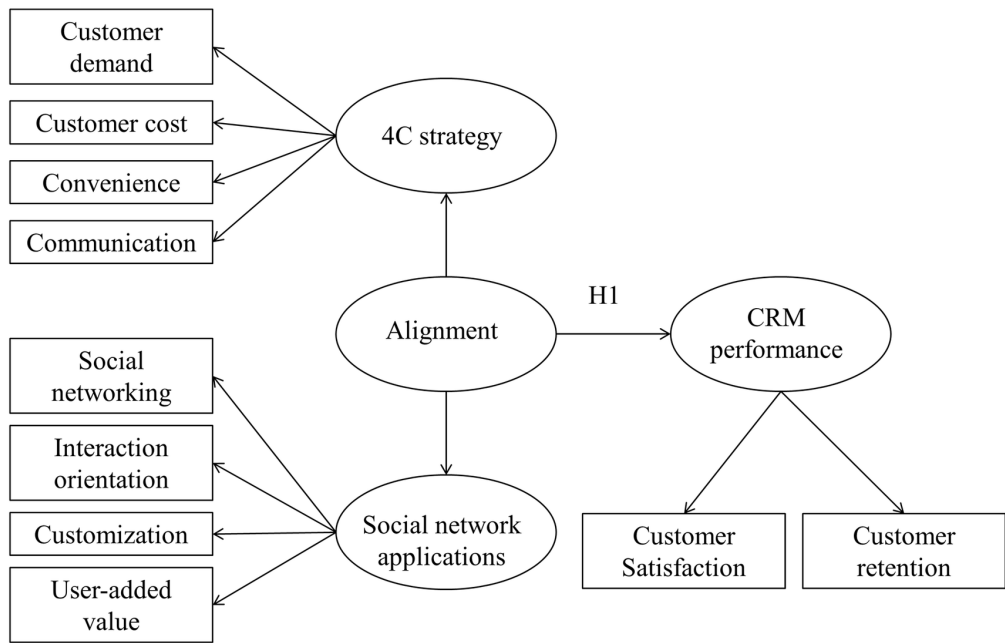 Customer
demand
Customer cost
Convenience
Communication
4C strategy
Alignment
H1
CRM
performance
Social
networking
Interaction
orientation
Customization
User-added
value
Social network
applications
Customer
Satisfaction
Customer
retention